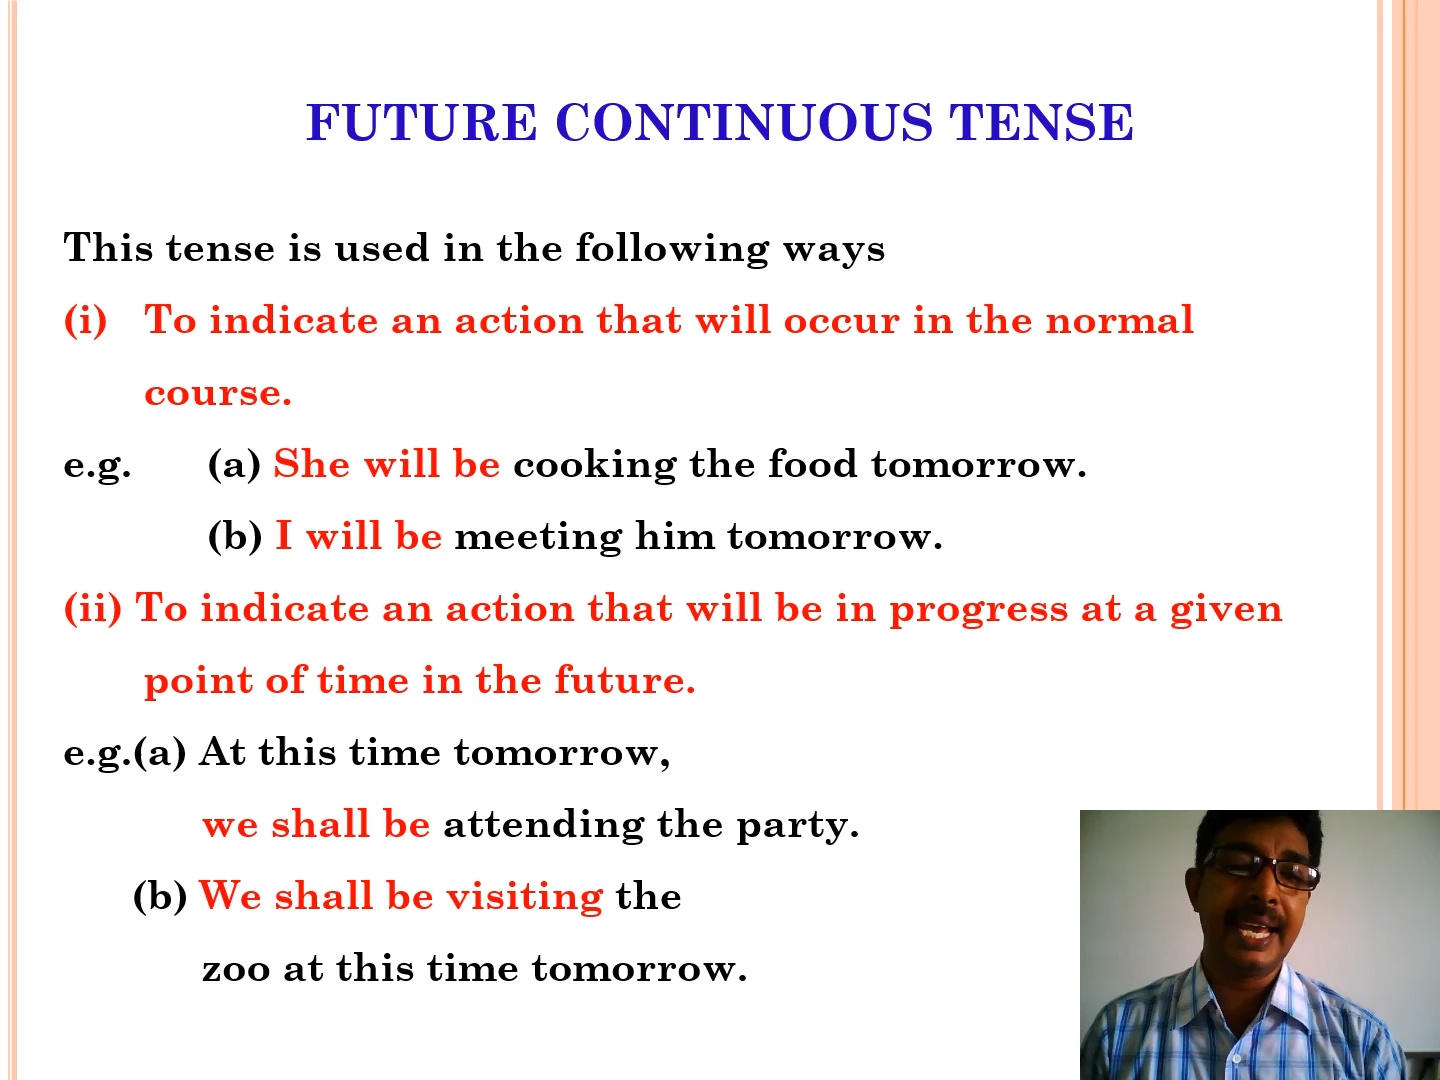 FUTURE CONTINUOUS TENSE
This tense is used in the following ways
(i) To indicate an action that will occur in the normal
course.
e.g. (a) She will be cooking the food tomorrow.
(b) I will be meeting him tomorrow.
(ii) To indicate an action that will be in progress at a given
point of time in the future.
e.g.(a) At this time tomorrow,
we shall be attending the party.
(b) We shall be visiting the
zoo at this time tomorrow.